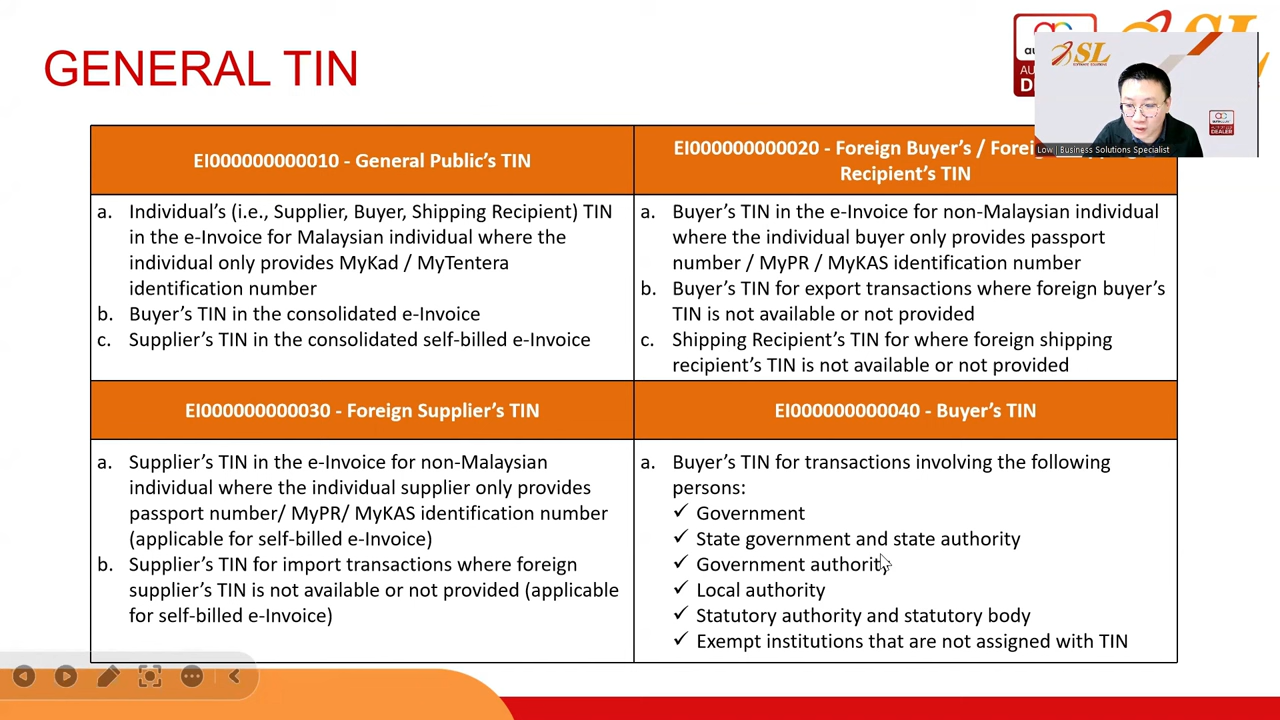 GENERAL TIN
SL
Low | Business Solutions Specialist
DEALER
EI000000000010 - General Public's TIN
a. Individual's (i.e., Supplier, Buyer, Shipping Recipient) TIN
in the e-Invoice for Malaysian individual where the
individual only provides MyKad / MyTentera
identification number
b. Buyer's TIN in the consolidated e-Invoice
c. Supplier's TIN in the consolidated self-billed e-Invoice
EI000000000020 - Foreign Buyer's /
Recipient's TIN
a. Buyer's TIN in the e-Invoice for non-Malaysian individual
where the individual buyer only provides passport
number / MyPR / MyKAS identification number
b. Buyer's TIN for export transactions where foreign buyer's
TIN is not available or not provided
c. Shipping Recipient's TIN for where foreign shipping
recipient's TIN is not available or not provided
EI000000000030 - Foreign Supplier's TIN
a. Supplier's TIN in the e-Invoice for non-Malaysian
individual where the individual supplier only provides
passport number/ MyPR/ MyKAS identification number
(applicable for self-billed e-Invoice)
b. Supplier's TIN for import transactions where foreign
supplier's TIN is not available or not provided (applicable
for self-billed e-Invoice)
EI000000000040 - Buyer's TIN
a. Buyer's TIN for transactions involving the following
persons:
✓ Government
✓ State government and state authority
✓ Government authority
✓ Local authority
✓ Statutory authority and statutory body
✓ Exempt institutions that are not assigned with TIN